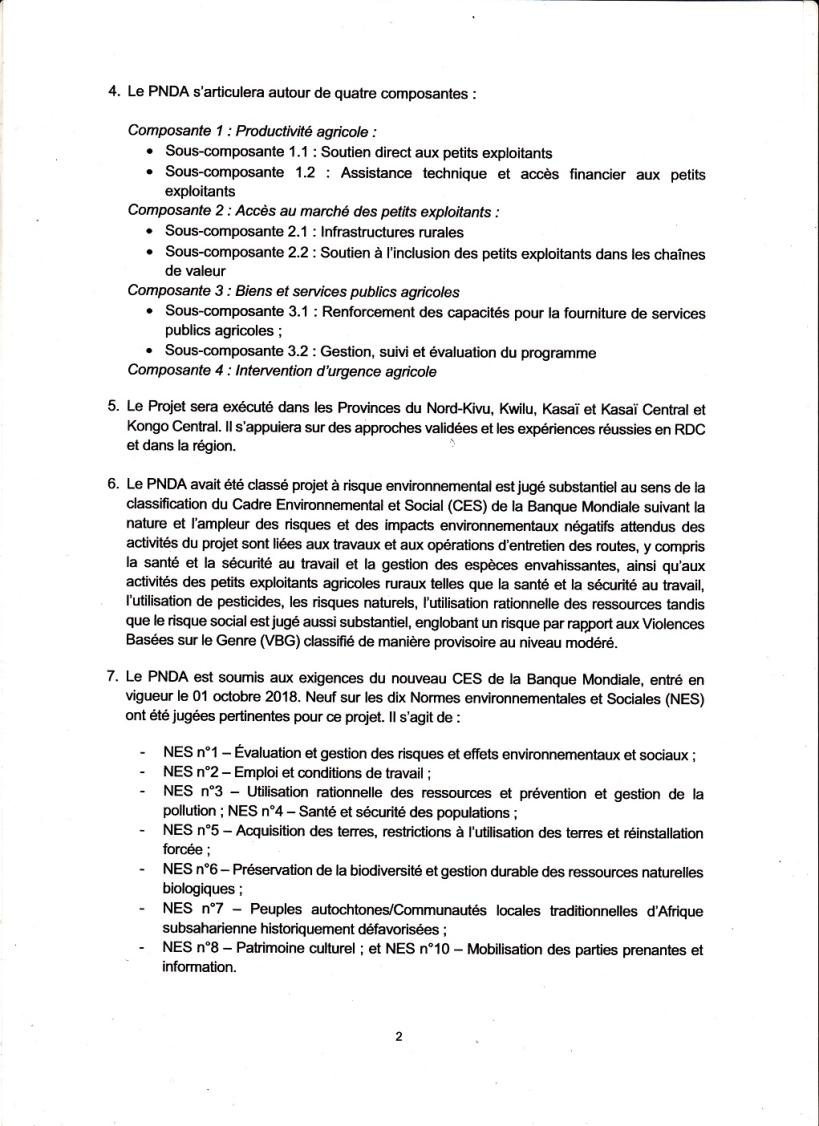 4. Le PNDA s'articulera autour de quatre composantes :
Composante 1 : Productivité agricole :
• Sous-composante 1.1 : Soutien direct aux petits exploitants
• Sous-composante 1.2 : Assistance technique et accès financier aux petits
exploitants
Composante 2 : Accès au marché des petits exploitants :
• Sous-composante 2.1 : Infrastructures rurales
• Sous-composante 2.2 : Soutien à l'inclusion des petits exploitants dans les chaînes
de valeur
Composante 3 : Biens et services publics agricoles
• Sous-composante 3.1 : Renforcement des capacités pour la fourniture de services
publics agricoles ;
• Sous-composante 3.2 : Gestion, suivi et évaluation du programme
Composante 4 : Intervention d'urgence agricole
5. Le Projet sera exécuté dans les Provinces du Nord-Kivu, Kwilu, Kasaï et Kasaï Central et
Kongo Central. Il s'appuiera sur des approches validées et les expériences réussies en RDC
et dans la région.
6. Le PNDA avait été classé projet à risque environnemental est jugé substantiel au sens de la
classification du Cadre Environnemental et Social (CES) de la Banque Mondiale suivant la
nature et l'ampleur des risques et des impacts environnementaux négatifs attendus des
activités du projet sont liées aux travaux et aux opérations d'entretien des routes, y compris
la santé et la sécurité au travail et la gestion des espèces envahissantes, ainsi qu'aux
activités des petits exploitants agricoles ruraux telles que la santé et la sécurité au travail,
l'utilisation de pesticides, les risques naturels, l'utilisation rationnelle des ressources tandis
que le risque social est jugé aussi substantiel, englobant un risque par rapport aux Violences
Basées sur le Genre (VBG) classifié de manière provisoire au niveau modéré.
7. Le PNDA est soumis aux exigences du nouveau CES de la Banque Mondiale, entré en
vigueur le 01 octobre 2018. Neuf sur les dix Normes environnementales et Sociales (NES)
ont été jugées pertinentes pour ce projet. Il s'agit de :
- NES n°1 – Évaluation et gestion des risques et effets environnementaux et sociaux ;
- NES n°2 – Emploi et conditions de travail ;
- NES n°3 – Utilisation rationnelle des ressources et prévention et gestion de la
pollution ; NES n°4 – Santé et sécurité des populations ;
- NES n°5 – Acquisition des terres, restrictions à l'utilisation des terres et réinstallation
forcée ;
- NES n°6 – Préservation de la biodiversité et gestion durable des ressources naturelles
biologiques ;
- NES n°7 – Peuples autochtones/Communautés locales traditionnelles d'Afrique
subsaharienne historiquement défavorisées ;
- NES n°8 – Patrimoine culturel ; et NES n°10 – Mobilisation des parties prenantes et
information.
2